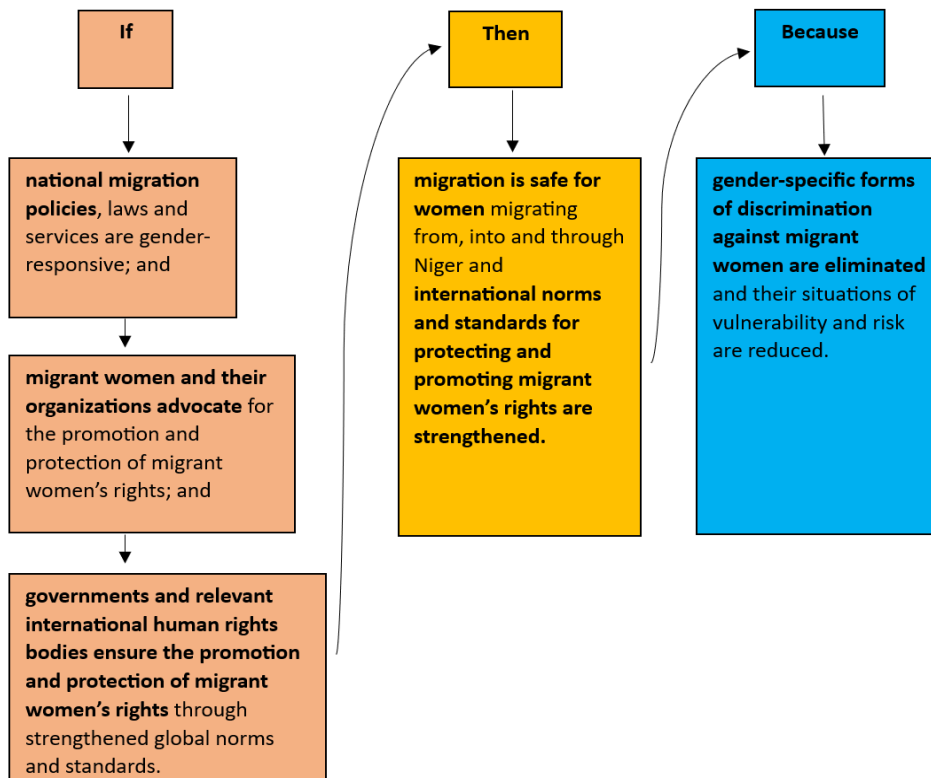 If
national migration
policies, laws and
services are gender-
responsive; and
migrant women and their
organizations advocate for
the promotion and
protection of migrant
women’s rights; and
governments and relevant
international human rights
bodies ensure the promotion
and protection of migrant
women’s rights through
strengthened global norms
and standards.
Then
migration is safe for
women migrating
from, into and through
Niger and
international norms
and standards for
protecting and
promoting migrant
women’s rights are
strengthened.
Because
gender-specific forms
of discrimination
against migrant
women are eliminated
and their situations of
vulnerability and risk
are reduced.